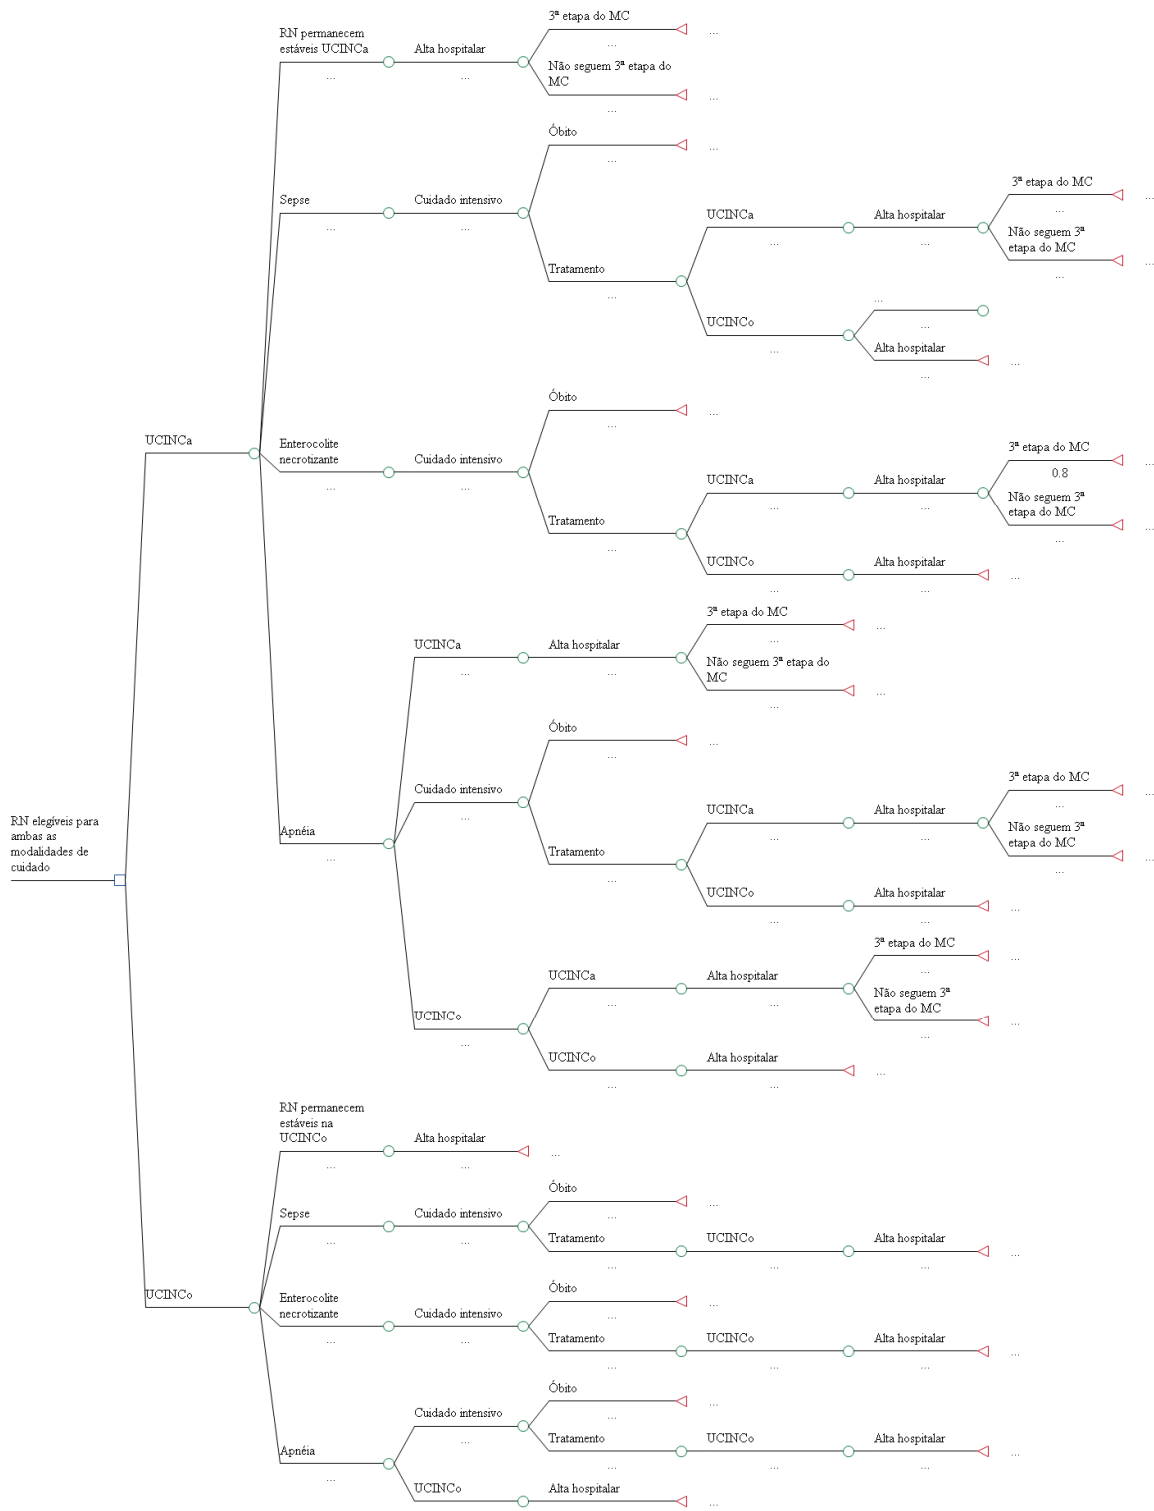 3ª etapa do MC
...
...
Não seguem 3ª etapa do
MC
...
...
RN permanecem
estáveis UCINCa
...
Alta hospitalar
...
Óbito
...
...
Sepse
...
Cuidado intensivo
...
Tratamento
...
UCINCa
...
Alta hospitalar
...
3ª etapa do MC
...
...
Não seguem 3ª
etapa do MC
...
...
UCINCo
...
...
...
Alta hospitalar
...
...
UCINCa
Enterocolite
necrotizante
...
Cuidado intensivo
...
Óbito
...
...
Tratamento
...
UCINCa
...
Alta hospitalar
...
3ª etapa do MC
0.8
...
Não seguem 3ª
etapa do MC
...
...
UCINCo
...
Alta hospitalar
...
...
Apnéia
...
UCINCa
...
Alta hospitalar
...
3ª etapa do MC
...
...
Não seguem 3ª etapa do
MC
...
...
Cuidado intensivo
...
Óbito
...
...
Tratamento
...
UCINCa
...
Alta hospitalar
...
3ª etapa do MC
...
...
Não seguem 3ª
etapa do MC
...
...
UCINCo
...
Alta hospitalar
...
...
UCINCo
...
UCINCa
...
Alta hospitalar
...
3ª etapa do MC
...
...
Não seguem 3ª
etapa do MC
...
...
UCINCo
...
Alta hospitalar
...
...
RN elegíveis para
ambas as
modalidades de
cuidado
UCINCo
RN permanecem
estáveis na
UCINCo
...
Alta hospitalar
...
...
Sepse
...
Cuidado intensivo
...
Óbito
...
...
Tratamento
...
UCINCo
...
Alta hospitalar
...
...
Enterocolite
necrotizante
...
Cuidado intensivo
...
Óbito
...
...
Tratamento
...
UCINCo
...
Alta hospitalar
...
...
Apnéia
...
Cuidado intensivo
...
Óbito
...
...
Tratamento
...
UCINCo
...
Alta hospitalar
...
...
UCINCo
Alta hospitalar
...